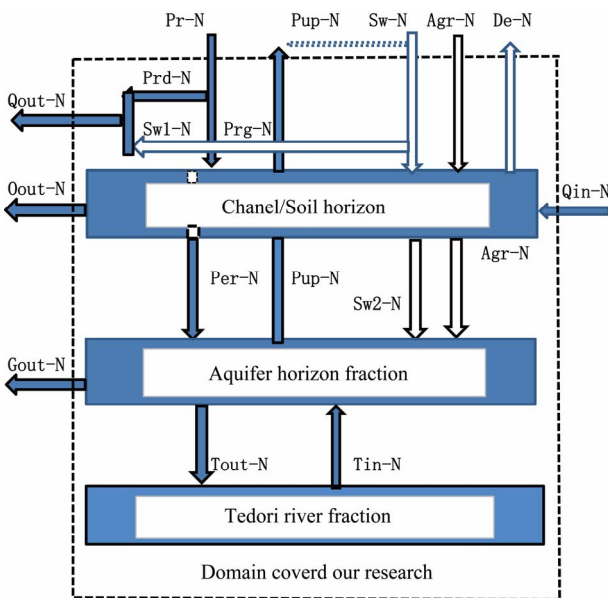 Pr-N Pup-N Sw-N Agr-N De-N
Prd-N
Qout-N
Sw1-N Prg-N
Oout-N
Chanel/Soil horizon
Qin-N
Agr-N
Per-N Pup-N
Sw2-N
Gout-N
Aquifer horizon fraction
Tout-N Tin-N
Tedori river fraction
Domain coverd our research